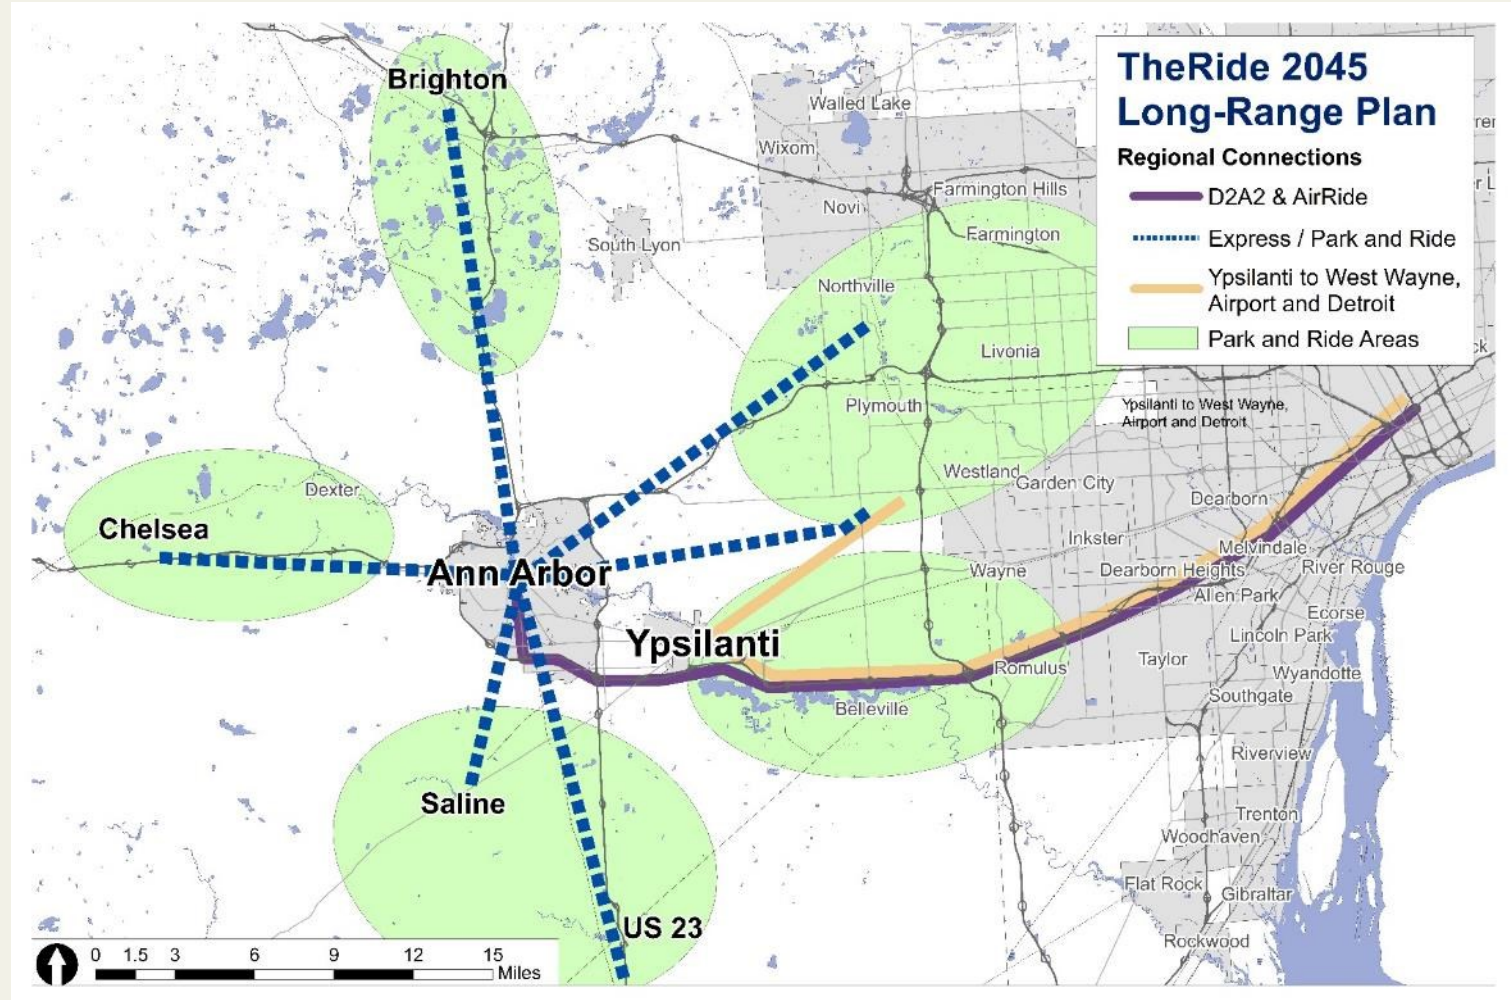 TheRide 2045
Long-Range Plan
Regional Connections
D2A2 & AirRide
Express / Park and Ride
Ypsilanti to West Wayne,
Airport and Detroit
Park and Ride Areas
Brighton
Walled Lake
Wixom
Farmington Hills
Novi
Farmington
South Lyon
Northville
Livonia
Plymouth
Ypsilanti to West Wayne,
Airport and Detroit
Westland
Garden City
Dexter
Dearborn
Chelsea
Inkster
Melvindale
Ann Arbor
Wayne
Dearborn Heights
River Rouge
Allen Park
Ecorse
Lincoln Park
Ypsilanti
Romulus
Taylor
Wyandotte
Southgate
Belleville
Riverview
Saline
Trenton
Woodhaven
Flat Rock
Gibraltar
US 23
Rockwood
0 1.5 3 6 9 12 15
Miles